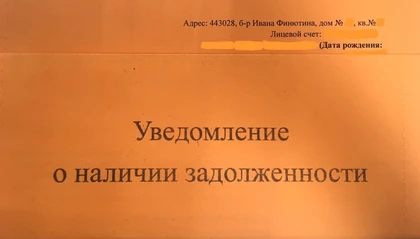 Адрес: 443028, б-р Ивана Финютина, дом № , кв.№
Лицевой счет:
(Дата рождения:
Уведомление
о наличии задолженности